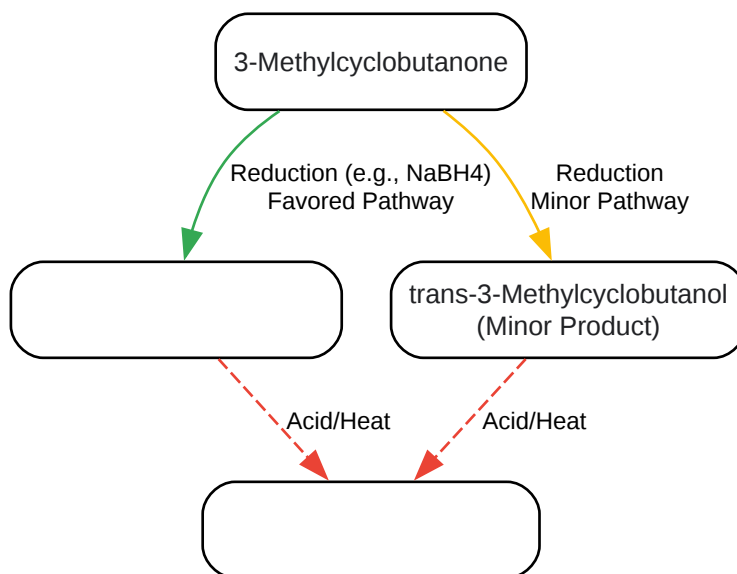 3-Methylcyclobutanone
Reduction (e.g., NaBH4)
Favored Pathway
Reduction
Minor Pathway
trans-3-Methylcyclobutanol
(Minor Product)
Acid/Heat
Acid/Heat